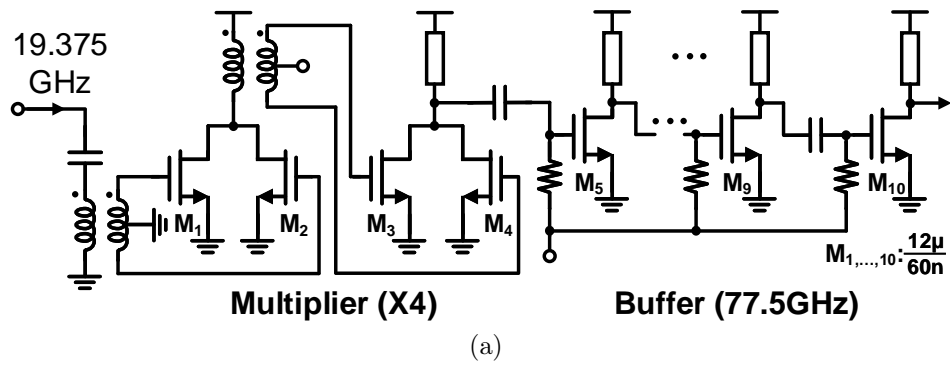 19.375
GHz
M1
M2
M3
M4
M5
M9
M10
M1,...,10: 12μ/60n
Multiplier (X4)
Buffer (77.5GHz)
(a)